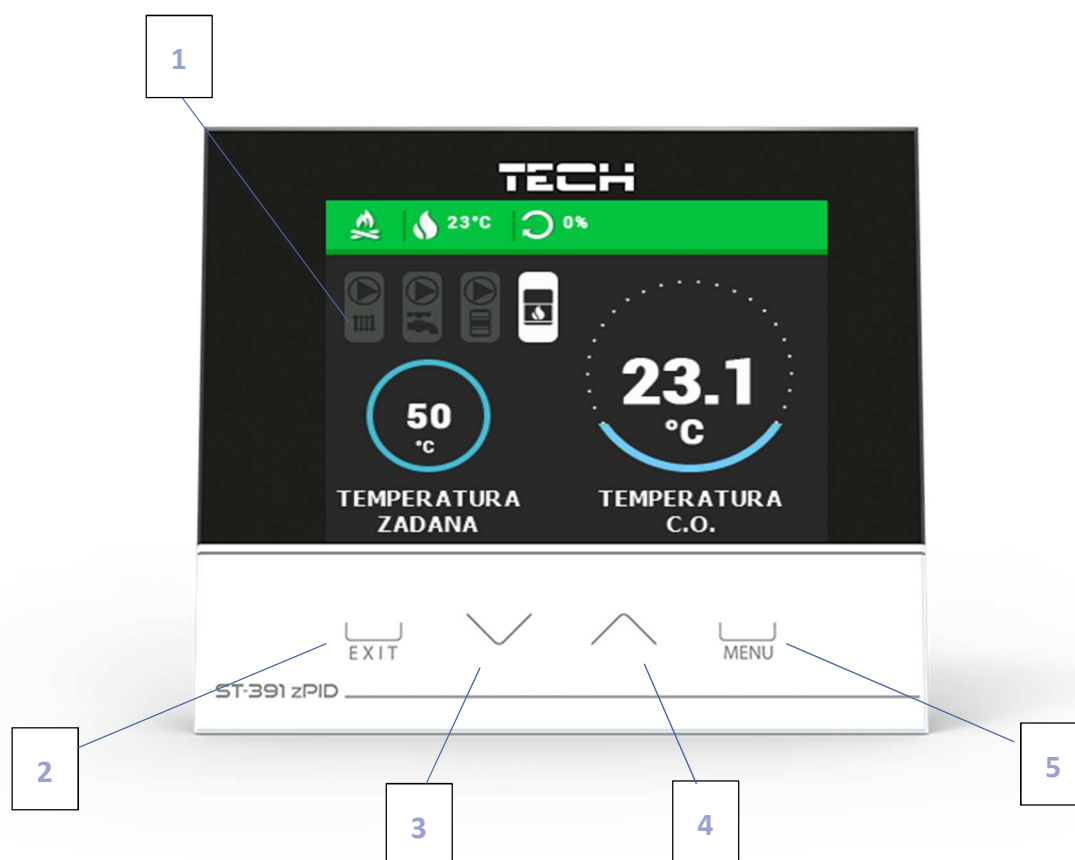 1
TECH
23°C
0%
50
°C
23.1
°C
TEMPERATURA
ZADANA
TEMPERATURA
C.O.
EXIT
MENU
ST-391 zPID
2
3
4
5